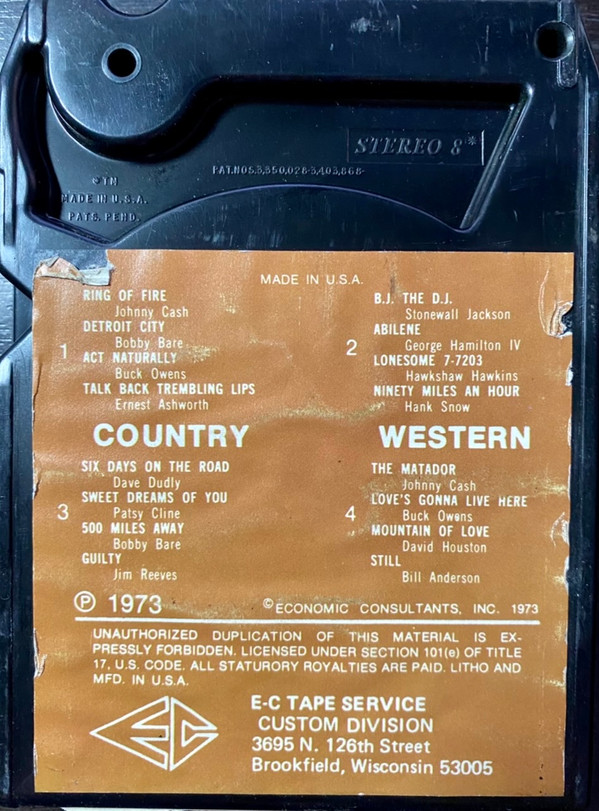 STEREO 8®
PAT. NOS. 3,350,028-3,403,868-
©TN
MADE IN U.S.A.
PATS. PEND.
MADE IN U.S.A.
1
RING OF FIRE
Johnny Cash
DETROIT CITY
Bobby Bare
ACT NATURALLY
Buck Owens
TALK BACK TREMBLING LIPS
Ernest Ashworth
2
B.J. THE D.J.
Stonewall Jackson
ABILENE
George Hamilton IV
LONESOME 7-7203
Hawkshaw Hawkins
NINETY MILES AN HOUR
Hank Snow
COUNTRY WESTERN
3
SIX DAYS ON THE ROAD
Dave Dudly
SWEET DREAMS OF YOU
Patsy Cline
500 MILES AWAY
Bobby Bare
GUILTY
Jim Reeves
4
THE MATADOR
Johnny Cash
LOVE'S GONNA LIVE HERE
Buck Owens
MOUNTAIN OF LOVE
David Houston
STILL
Bill Anderson
Ⓟ 1973 ©ECONOMIC CONSULTANTS, INC. 1973
UNAUTHORIZED DUPLICATION OF THIS MATERIAL IS EX-
PRESSLY FORBIDDEN. LICENSED UNDER SECTION 101(e) OF TITLE
17, U.S. CODE. ALL STATURORY ROYALTIES ARE PAID. LITHO AND
MFD. IN U.S.A.
EC
E-C TAPE SERVICE
CUSTOM DIVISION
3695 N. 126th Street
Brookfield, Wisconsin 53005